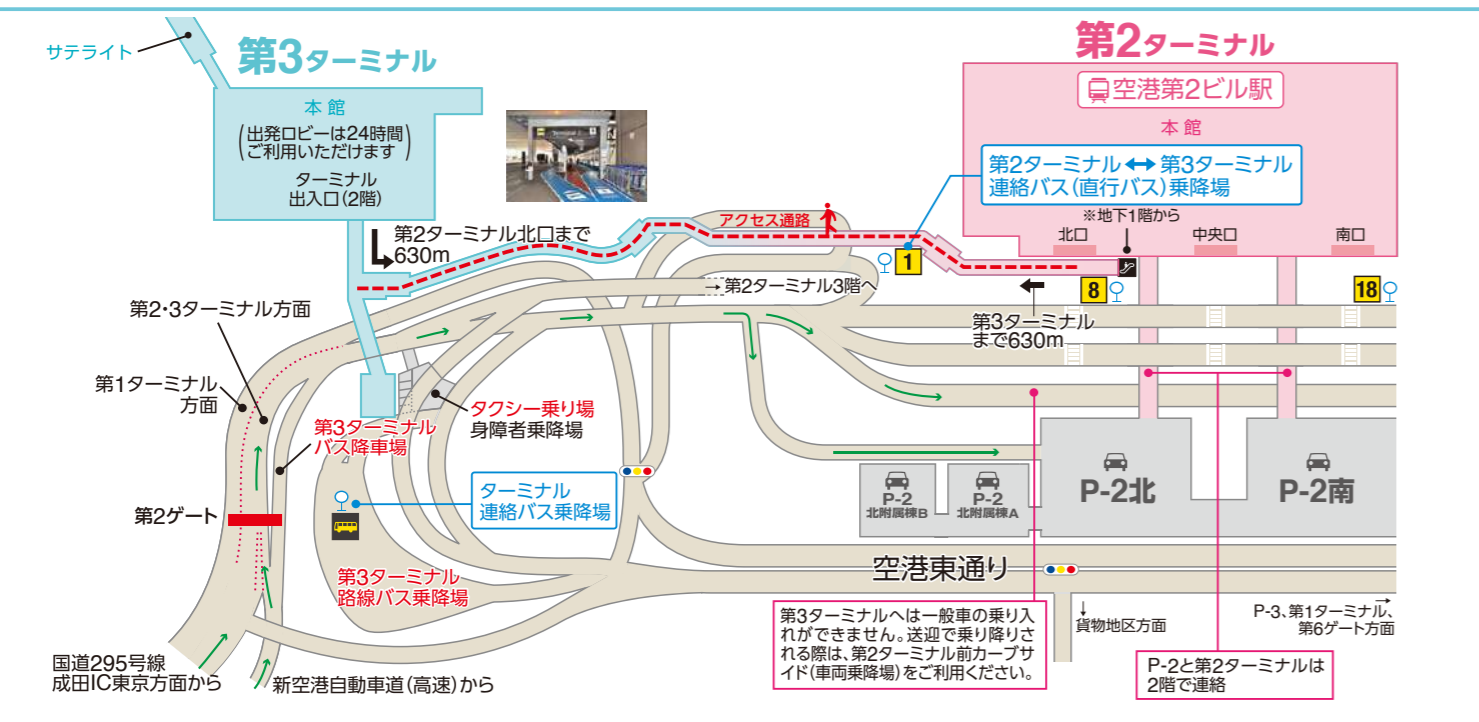 サテライト
第3ターミナル
本館
(出発ロビーは24時間
ご利用いただけます)
ターミナル
出入口(2階)
第2ターミナル
空港第2ビル駅
本館
第2ターミナル↔第3ターミナル
連絡バス(直行バス)乗降場
※地下1階から
北口
中央口
南口
アクセス通路
第2ターミナル北口まで
630m
1
8
18
→第2ターミナル3階へ
第3ターミナル
まで630m
第2・3ターミナル方面
第1ターミナル
方面
第3ターミナル
バス降車場
タクシー乗り場
身障者乗降場
第2ゲート
ターミナル
連絡バス乗降場
第3ターミナル
路線バス乗降場
P-2
北附属棟B
P-2
北附属棟A
P-2北
P-2南
空港東通り
第3ターミナルへは一般車の乗り入
れができません。送迎で乗り降りさ
れる際は、第2ターミナル前カーブサ
イド(車両乗降場)をご利用ください。
↓
貨物地区方面
→
P-3、第1ターミナル、
第6ゲート方面
P-2と第2ターミナルは
2階で連絡
国道295号線
成田IC東京方面から
新空港自動車道(高速)から